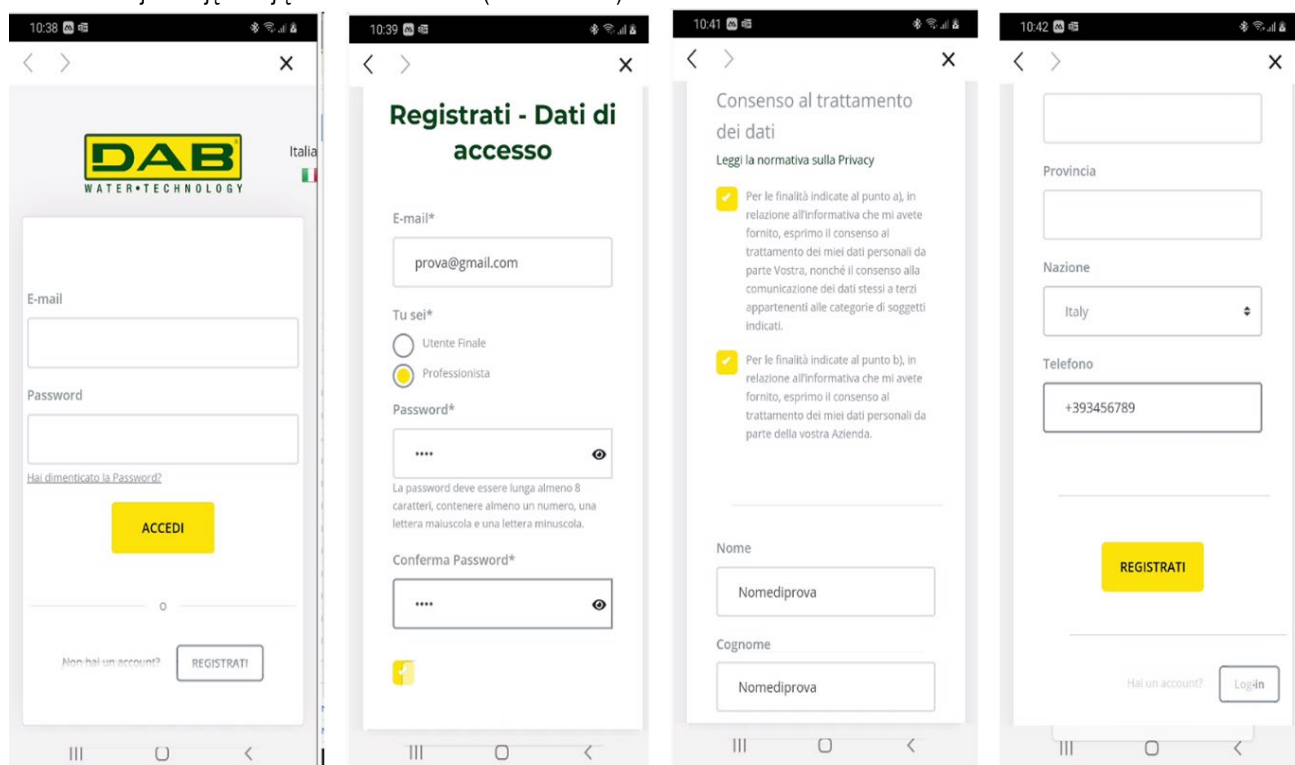 10:38
DAB
WATER•TECHNOLOGY
Italia
E-mail
Password
Hai dimenticato la Password?
ACCEDI
o
Non hai un account?
REGISTRATI
10:39
Registrati - Dati di
accesso
E-mail*
prova@gmail.com
Tu sei*
Utente Finale
Professionista
Password*
••••
La password deve essere lunga almeno 8
caratteri, contenere almeno un numero, una
lettera maiuscola e una lettera minuscola.
Conferma Password*
••••
10:41
Consenso al trattamento
dei dati
Leggi la normativa sulla Privacy
Per le finalità indicate al punto a), in
relazione all'informativa che mi avete
fornito, esprimo il consenso al
trattamento dei miei dati personali da
parte Vostra, nonché il consenso alla
comunicazione dei dati stessi a terzi
appartenenti alle categorie di soggetti
indicati.
Per le finalità indicate al punto b), in
relazione all'informativa che mi avete
fornito, esprimo il consenso al
trattamento dei miei dati personali da
parte della vostra Azienda.
Nome
Nomediprova
Cognome
Nomediprova
10:42
Provincia
Nazione
Italy
Telefono
+393456789
REGISTRATI
Hai un account?
Log-in